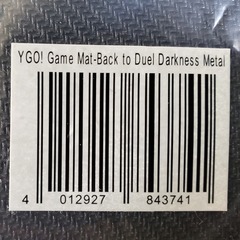 YGO! Game Mat-Back to Duel Darkness Metal
4 012927 843741